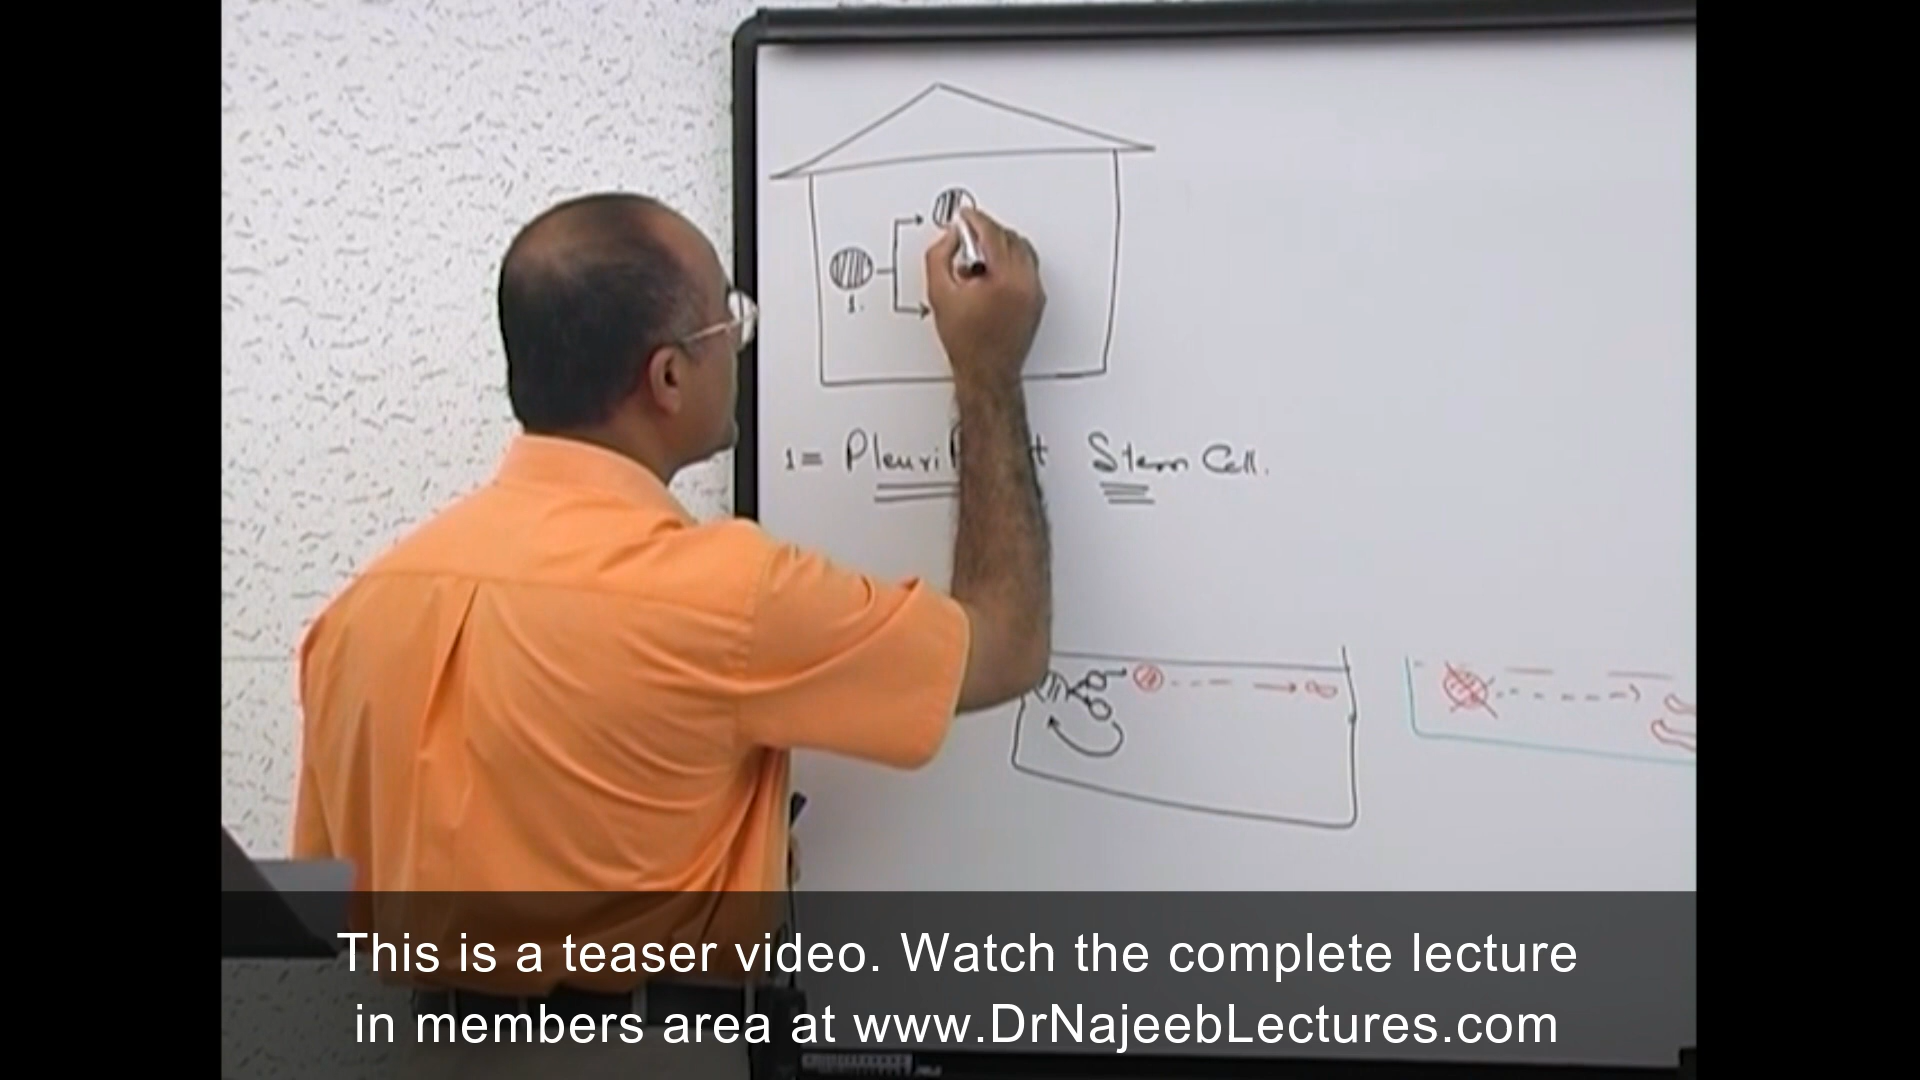 1.
1= Stem Cell.
This is a teaser video. Watch the complete lecture
in members area at www.DrNajeebLectures.com